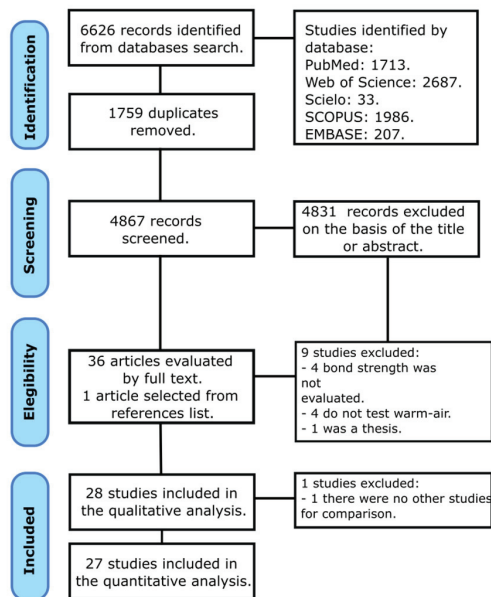 Identification
6626 records identified
from databases search.
Studies identified by
database:
PubMed: 1713.
Web of Science: 2687.
Scielo: 33.
SCOPUS: 1986.
EMBASE: 207.
1759 duplicates
removed.
Screening
4867 records
screened.
4831 records excluded
on the basis of the title
or abstract.
Elegibility
36 articles evaluated
by full text.
1 article selected from
references list.
9 studies excluded:
- 4 bond strength was
not
evaluated.
- 4 do not test warm-air.
- 1 was a thesis.
Included
28 studies included in
the qualitative analysis.
1 studies excluded:
- 1 there were no other studies
for comparison.
27 studies included in
the quantitative analysis.